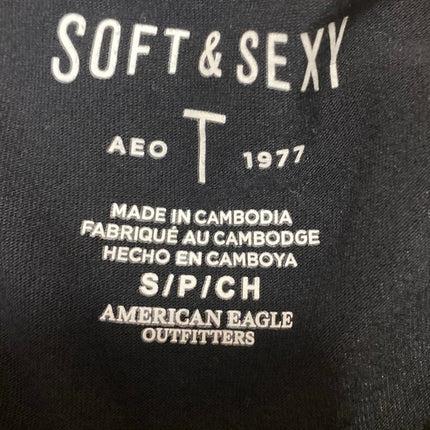 SOFT & SEXY
AEO T 1977
MADE IN CAMBODIA
FABRIQUÉ AU CAMBODGE
HECHO EN CAMBOYA
S/P/CH
AMERICAN EAGLE
OUTFITTERS